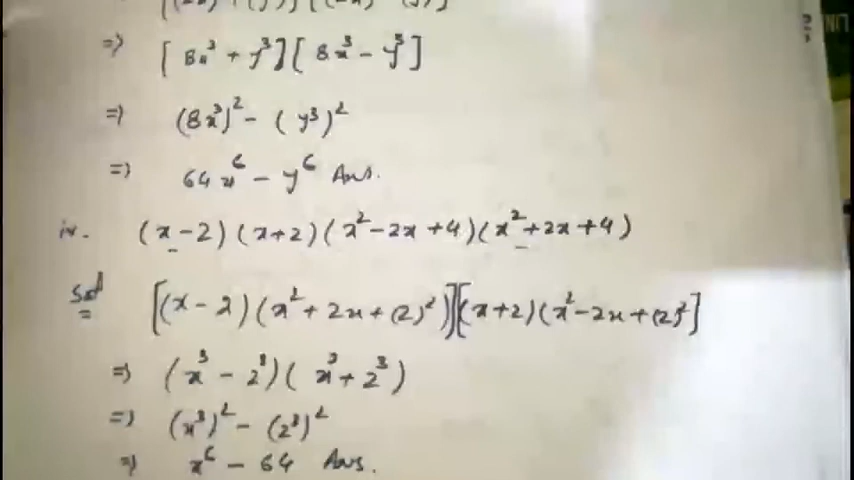 => [8x³ + y³][8x³ - y³]
=> (8x³)² - (y³)²
=> 64x⁶ - y⁶ Ans.
iv. (x-2)(x+2)(x²-2x+4)(x²+2x+4)
Sol [(x-2)(x²+2x+(2)²)][(x+2)(x²-2x+(2)²]
=> (x³-2³)(x³+2³)
=> (x³)² - (2³)²
=> x⁶ - 64 Ans.